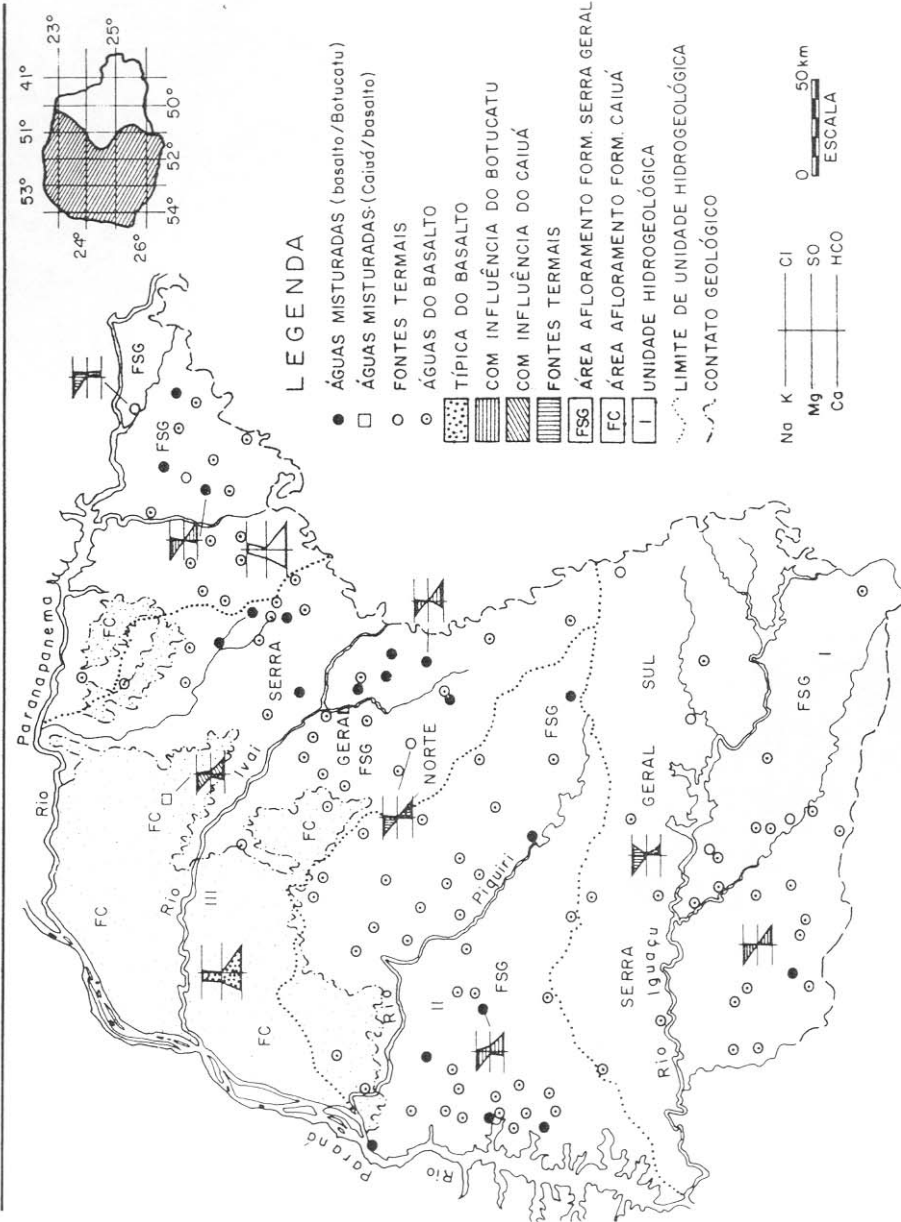 53°
51°
41°
24°
23°
26°
25°
54°
52°
50°
LEGENDA
ÁGUAS MISTURADAS (basalto/Botucatu)
ÁGUAS MISTURADAS-(Caiuá/basalto)
FONTES TERMAIS
ÁGUAS DO BASALTO
TÍPICA DO BASALTO
COM INFLUÊNCIA DO BOTUCATU
COM INFLUÊNCIA DO CAIUÁ
FONTES TERMAIS
FSG ÁREA AFLORAMENTO FORM. SERRA GERAL
FC ÁREA AFLORAMENTO FORM. CAIUÁ
I UNIDADE HIDROGEOLÓGICA
LIMITE DE UNIDADE HIDROGEOLÓGICA
CONTATO GEOLÓGICO
Na K Cl
Mg SO
Ca HCO
0 50 km
ESCALA
Rio Paranapanema
FSG
FSG
FC
FC
FC
FC
FC
SERRA GERAL NORTE
Rio Ivaí
III
FSG
FSG
Rio Piquiri
II
FSG
Rio Paraná
SERRA GERAL SUL
Rio Iguaçu
FSG I